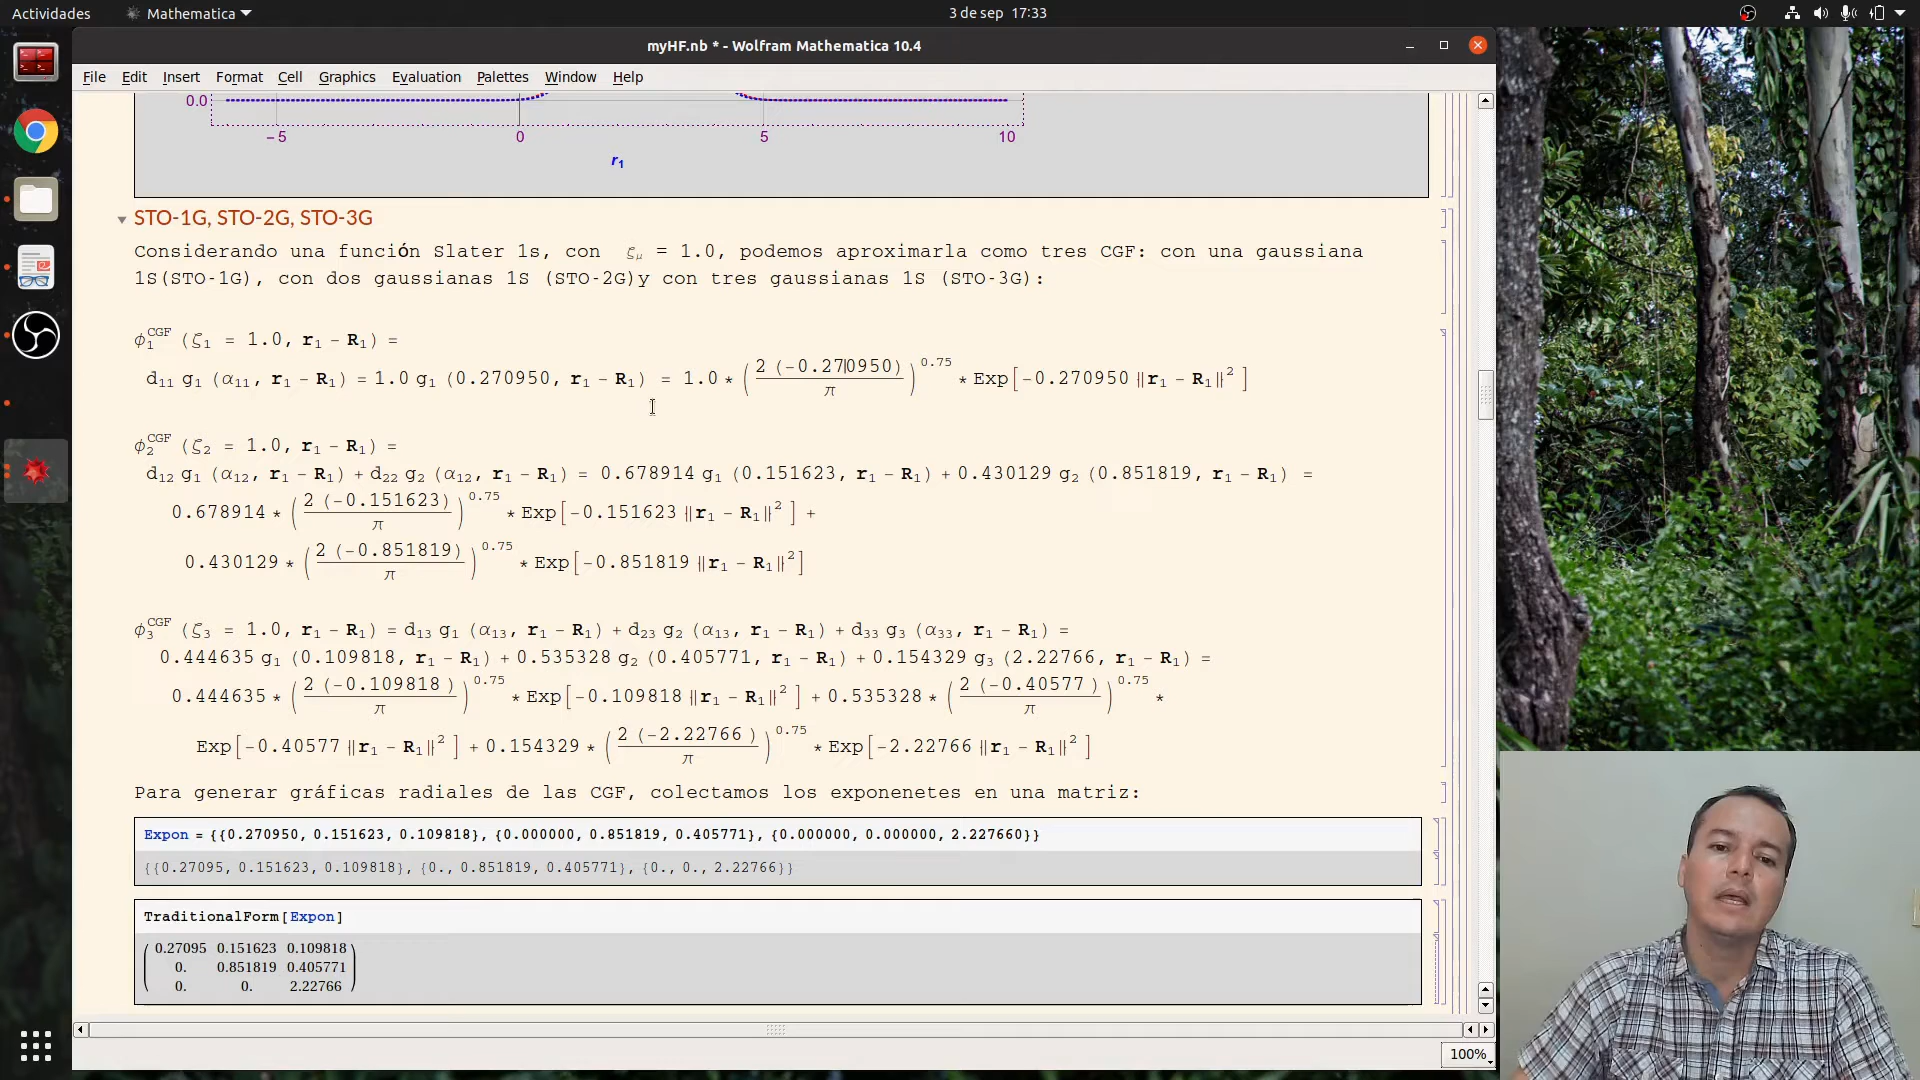 Actividades
Mathematica
3 de sep 17:33
myHF.nb * - Wolfram Mathematica 10.4
File Edit Insert Format Cell Graphics Evaluation Palettes Window Help
0.0
-5 0 5 10
r₁
STO-1G, STO-2G, STO-3G
Considerando una función Slater 1s, con ζμ = 1.0, podemos aproximarla como tres CGF: con una gaussiana
1S(STO-1G), con dos gaussianas 1S (STO-2G)y con tres gaussianas 1S (STO-3G):
ϕ₁^CGF (ζ₁ = 1.0, r₁ - R₁) =
d₁₁ g₁ (α₁₁, r₁ - R₁) = 1.0 g₁ (0.270950, r₁ - R₁) = 1.0 * (2 (-0.270950) / π)^0.75 * Exp[-0.270950 ‖r₁ - R₁‖²]
ϕ₂^CGF (ζ₂ = 1.0, r₁ - R₁) =
d₁₂ g₁ (α₁₂, r₁ - R₁) + d₂₂ g₂ (α₁₂, r₁ - R₁) = 0.678914 g₁ (0.151623, r₁ - R₁) + 0.430129 g₂ (0.851819, r₁ - R₁) =
0.678914 * (2 (-0.151623) / π)^0.75 * Exp[-0.151623 ‖r₁ - R₁‖²] +
0.430129 * (2 (-0.851819) / π)^0.75 * Exp[-0.851819 ‖r₁ - R₁‖²]
ϕ₃^CGF (ζ₃ = 1.0, r₁ - R₁) = d₁₃ g₁ (α₁₃, r₁ - R₁) + d₂₃ g₂ (α₁₃, r₁ - R₁) + d₃₃ g₃ (α₃₃, r₁ - R₁) =
0.444635 g₁ (0.109818, r₁ - R₁) + 0.535328 g₂ (0.405771, r₁ - R₁) + 0.154329 g₃ (2.22766, r₁ - R₁) =
0.444635 * (2 (-0.109818 ) / π)^0.75 * Exp[-0.109818 ‖r₁ - R₁‖²] + 0.535328 * (2 (-0.40577 ) / π)^0.75 *
Exp[-0.40577 ‖r₁ - R₁‖²] + 0.154329 * (2 (-2.22766 ) / π)^0.75 * Exp[-2.22766 ‖r₁ - R₁‖²]
Para generar gráficas radiales de las CGF, colectamos los exponenetes en una matriz:
Expon = {{0.270950, 0.151623, 0.109818}, {0.000000, 0.851819, 0.405771}, {0.000000, 0.000000, 2.227660}}
{{0.27095, 0.151623, 0.109818}, {0., 0.851819, 0.405771}, {0., 0., 2.22766}}
TraditionalForm[Expon]
0.27095 0.151623 0.109818
0. 0.851819 0.405771
0. 0. 2.22766
100%